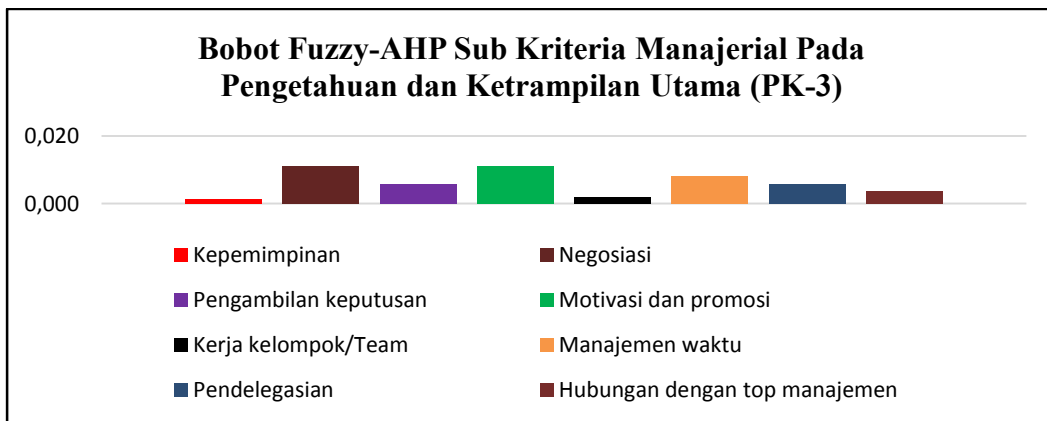 Bobot Fuzzy-AHP Sub Kriteria Manajerial Pada
Pengetahuan dan Ketrampilan Utama (PK-3)
0,020
0,000
Kepemimpinan
Negosiasi
Pengambilan keputusan
Motivasi dan promosi
Kerja kelompok/Team
Manajemen waktu
Pendelegasian
Hubungan dengan top manajemen